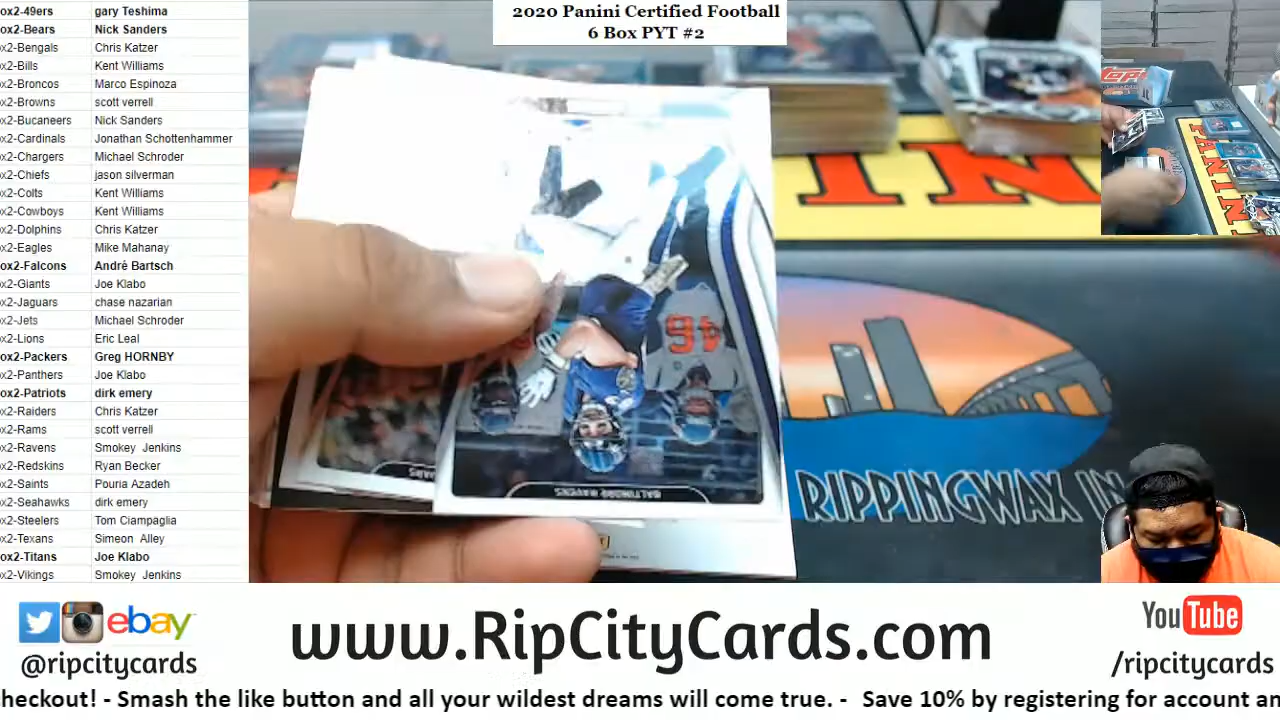 2020 Panini Certified Football
6 Box PYT #2
ox2-49ers gary Teshima
ox2-Bears Nick Sanders
x2-Bengals Chris Katzer
x2-Bills Kent Williams
x2-Broncos Marco Espinoza
x2-Browns scott verrell
x2-Bucaneers Nick Sanders
x2-Cardinals Jonathan Schottenhammer
x2-Chargers Michael Schroder
x2-Chiefs jason silverman
x2-Colts Kent Williams
x2-Cowboys Kent Williams
x2-Dolphins Chris Katzer
x2-Eagles Mike Mahanay
ox2-Falcons André Bartsch
x2-Giants Joe Klabo
x2-Jaguars chase nazarian
x2-Jets Michael Schroder
x2-Lions Eric Leal
ox2-Packers Greg HORNBY
x2-Panthers Joe Klabo
ox2-Patriots dirk emery
x2-Raiders Chris Katzer
x2-Rams scott verrell
x2-Ravens Smokey Jenkins
x2-Redskins Ryan Becker
x2-Saints Pouria Azadeh
x2-Seahawks dirk emery
x2-Steelers Tom Ciampaglia
x2-Texans Simeon Alley
ox2-Titans Joe Klabo
x2-Vikings Smokey Jenkins
46
BALTIMORE RAVENS
RIPPINGWAX IN
PANINI
ebay
@ripcitycards
www.RipCityCards.com
YouTube
/ripcitycards
checkout! - Smash the like button and all your wildest dreams will come true. - Save 10% by registering for account an